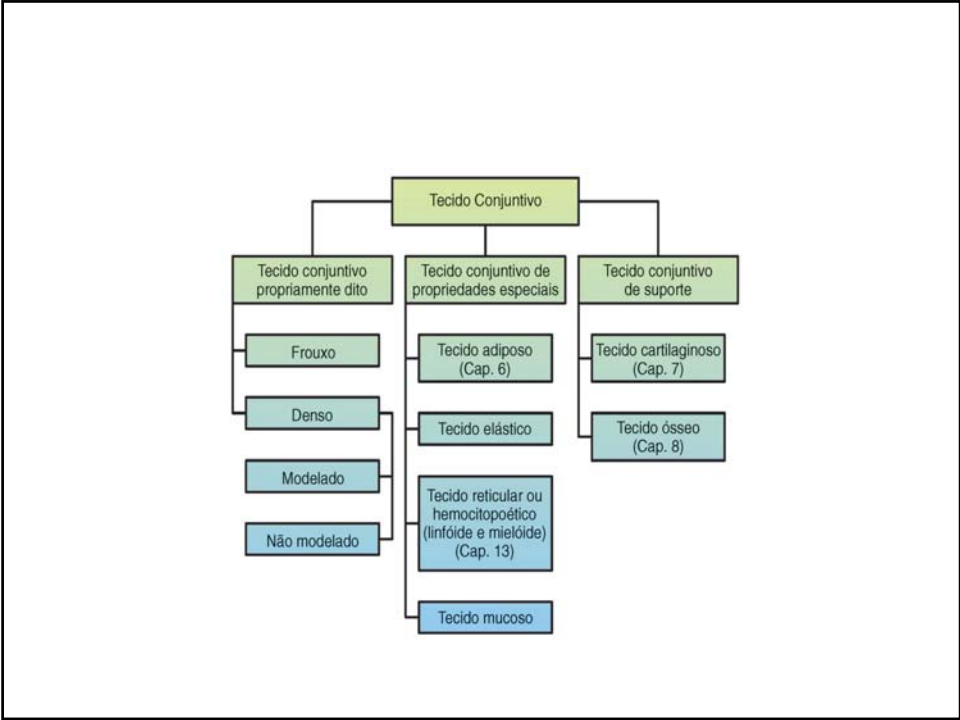 Tecido Conjuntivo
Tecido conjuntivo
propriamente dito
Frouxo
Denso
Modelado
Não modelado
Tecido conjuntivo de
propriedades especiais
Tecido adiposo
(Cap. 6)
Tecido elástico
Tecido reticular ou
hemocitopoético
(linfóide e mielóide)
(Cap. 13)
Tecido mucoso
Tecido conjuntivo
de suporte
Tecido cartilaginoso
(Cap. 7)
Tecido ósseo
(Cap. 8)